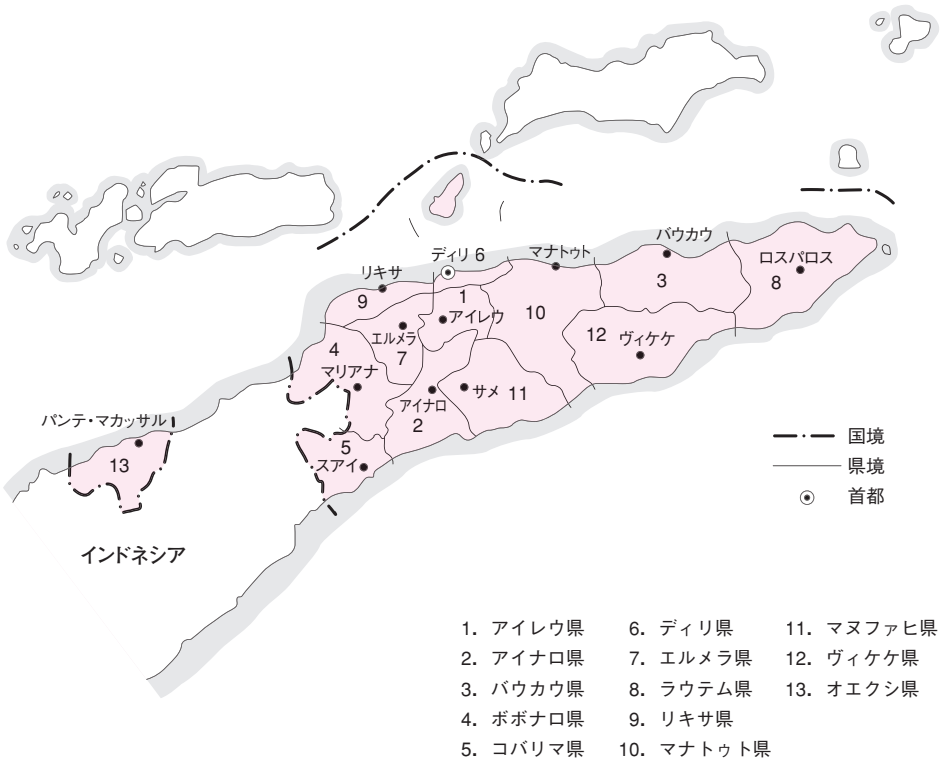 バウカウ
ディリ 6
マナトゥト
ロスパロス
リキサ
3
8
9
1
アイレウ
10
エルメラ
12 ヴィケケ
4
7
マリアナ
サメ 11
アイナロ
パンテ・マカッサル
2
5
国境
13
スアイ
県境
首都
インドネシア
1. アイレウ県 6. ディリ県 11. マヌファヒ県
2. アイナロ県 7. エルメラ県 12. ヴィケケ県
3. バウカウ県 8. ラウテム県 13. オエクシ県
4. ボボナロ県 9. リキサ県
5. コバリマ県 10. マナトゥト県